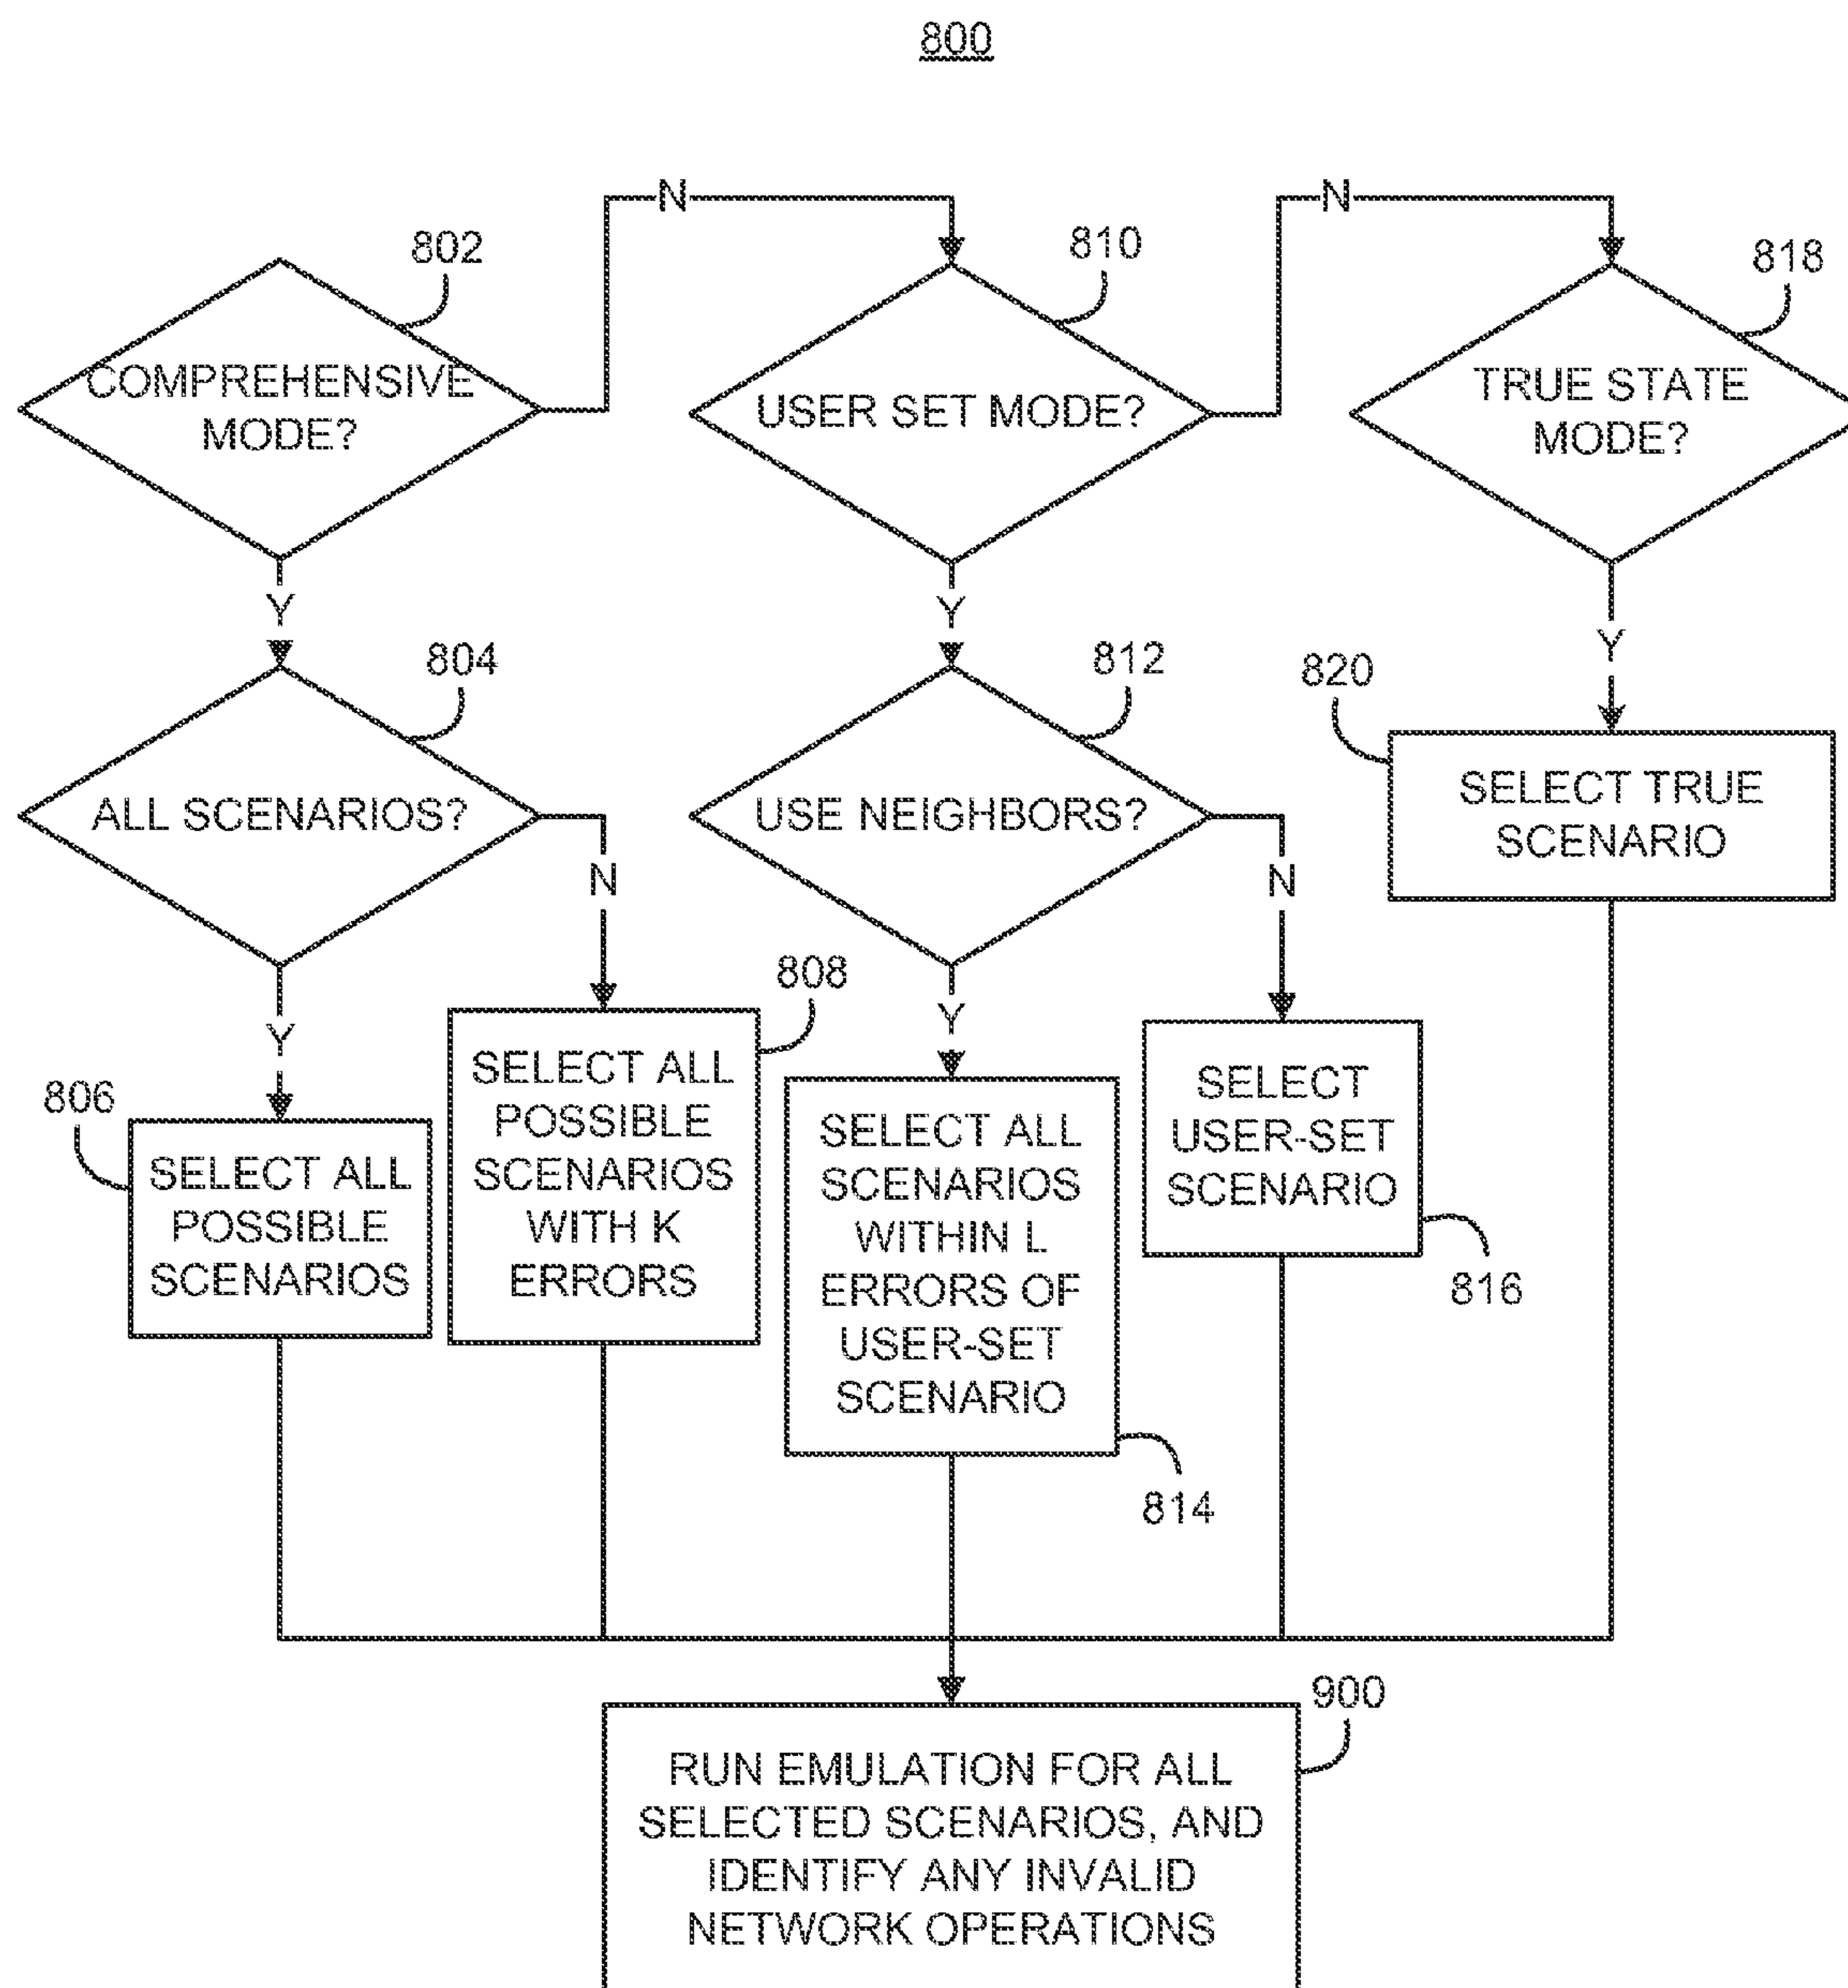 800
N
N
802
810
818
COMPREHENSIVE
MODE?
USER SET MODE?
TRUE STATE
MODE?
Y
Y
Y
804
812
820
ALL SCENARIOS?
USE NEIGHBORS?
SELECT TRUE
SCENARIO
N
N
Y
Y
808
806
SELECT ALL
POSSIBLE
SCENARIOS
SELECT ALL
POSSIBLE
SCENARIOS
WITH K
ERRORS
SELECT ALL
SCENARIOS
WITHIN L
ERRORS OF
USER-SET
SCENARIO
SELECT
USER-SET
SCENARIO
816
814
900
RUN EMULATION FOR ALL
SELECTED SCENARIOS, AND
IDENTIFY ANY INVALID
NETWORK OPERATIONS